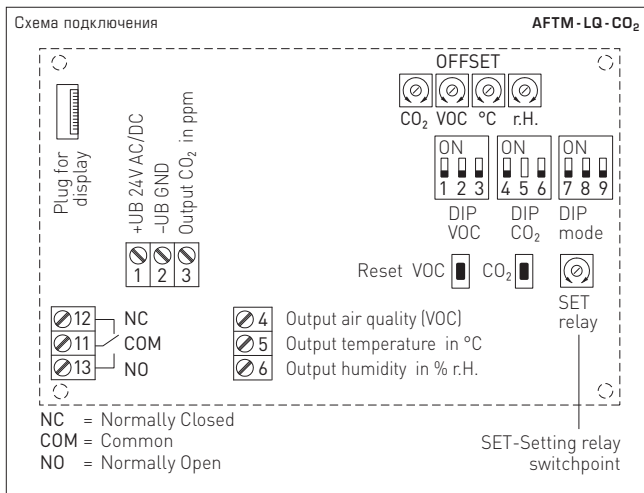 Схема подключения
AFTM-LQ-CO₂
OFFSET
CO₂ VOC °C r.H.
Plug for
display
+UB 24V AC/DC
-UB GND
Output CO₂ in ppm
1 2 3
ON ON ON
1 2 3 4 5 6 7 8 9
DIP DIP DIP
VOC CO₂ mode
Reset VOC CO₂
SET
relay
12 NC
11 COM
13 NO
4 Output air quality (VOC)
5 Output temperature in °C
6 Output humidity in % r.H.
NC = Normally Closed
COM = Common
NO = Normally Open
SET-Setting relay
switchpoint